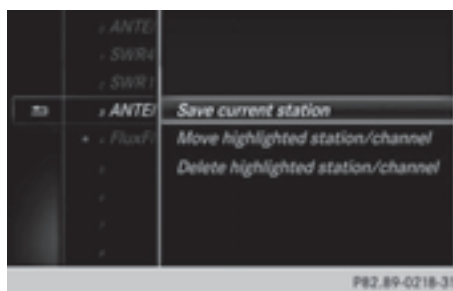 ANTE
SWR4
SWR1
ANTE
Save current station
FluxF
Move highlighted station/channel
Delete highlighted station/channel
P82.89-0218-31